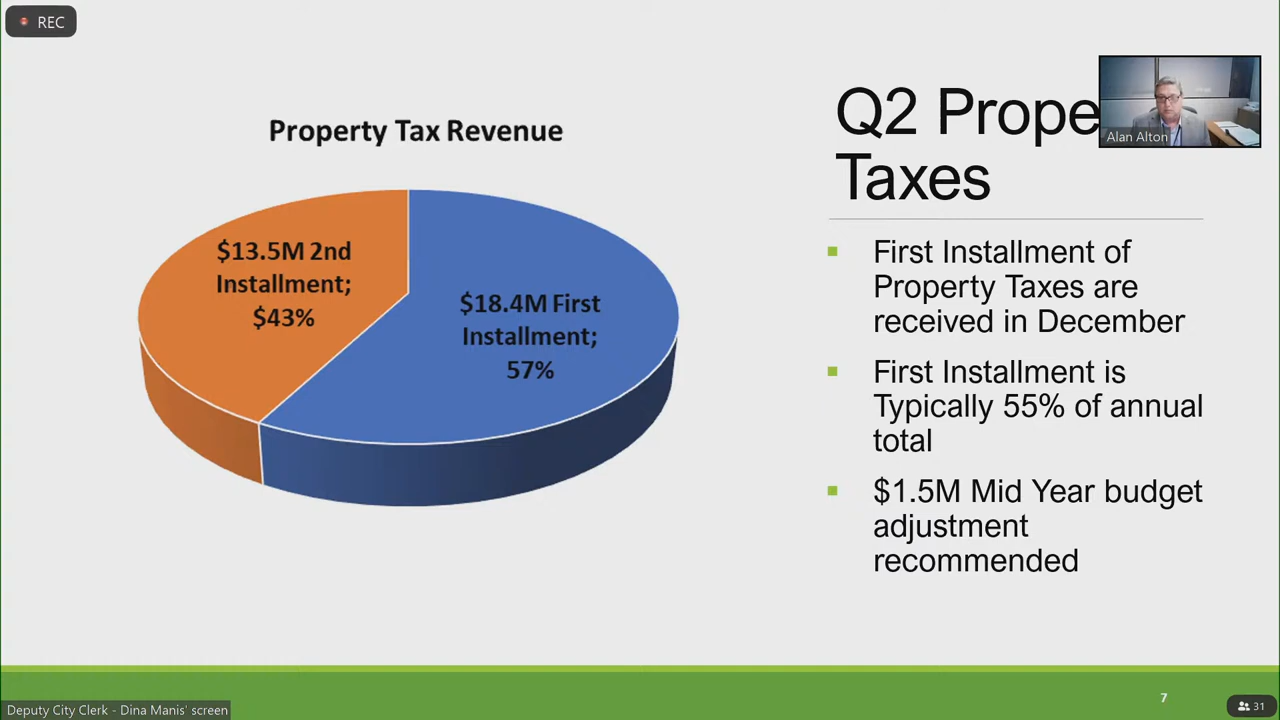 REC
Property Tax Revenue
$13.5M 2nd
Installment;
$43%
$18.4M First
Installment;
57%
Q2 Prope
Taxes
Alan Alton
First Installment of
Property Taxes are
received in December
First Installment is
Typically 55% of annual
total
$1.5M Mid Year budget
adjustment
recommended
7
Deputy City Clerk - Dina Manis' screen
31